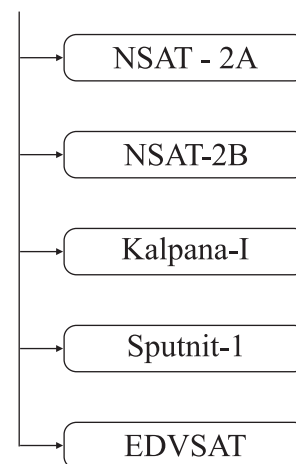 NSAT - 2A
NSAT-2B
Kalpana-I
Sputnit-1
EDVSAT